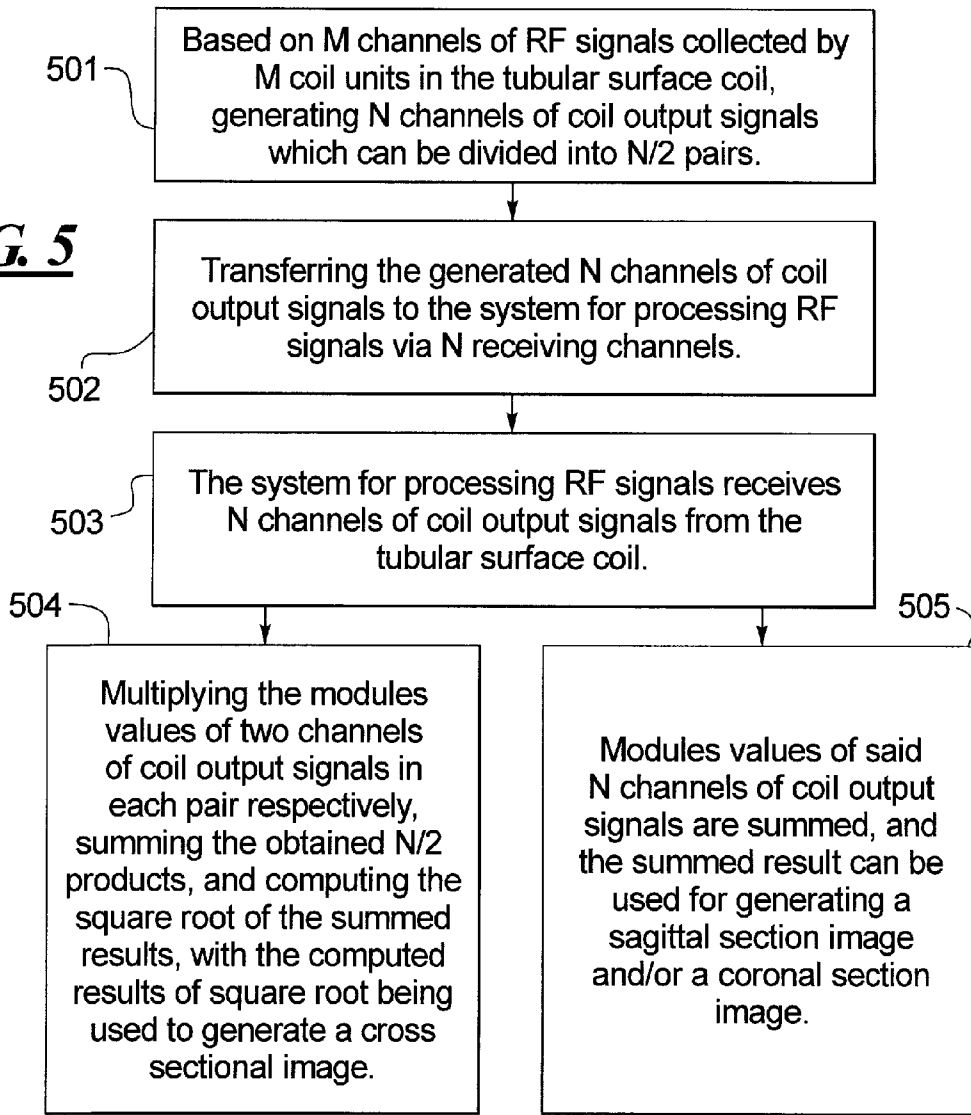 501
Based on M channels of RF signals collected by
M coil units in the tubular surface coil,
generating N channels of coil output signals
which can be divided into N/2 pairs.
G. 5
Transferring the generated N channels of coil
output signals to the system for processing RF
signals via N receiving channels.
502
503
The system for processing RF signals receives
N channels of coil output signals from the
tubular surface coil.
504
505
Multiplying the modules
values of two channels
of coil output signals in
each pair respectively,
summing the obtained N/2
products, and computing the
square root of the summed
results, with the computed
results of square root being
used to generate a cross
sectional image.
Modules values of said
N channels of coil output
signals are summed, and
the summed result can be
used for generating a
sagittal section image
and/or a coronal section
image.